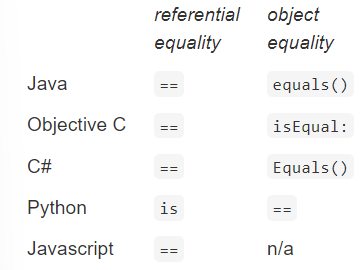 referential object
equality equality
Java == equals()
Objective C == isEqual:
C# == Equals()
Python is ==
Javascript == n/a